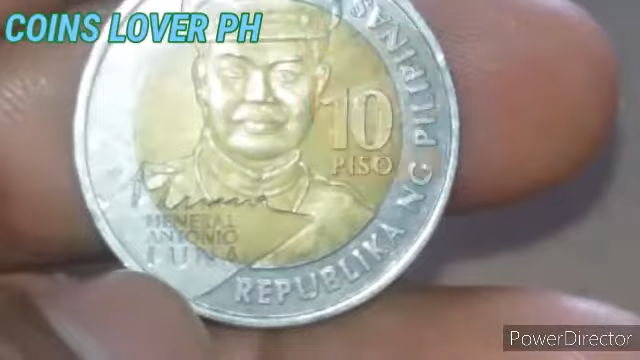 COINS LOVER PH
10
PISO
HENERAL
ANTONIO
LUNA
REPUBLIKA NG PILIPINAS
PowerDirector